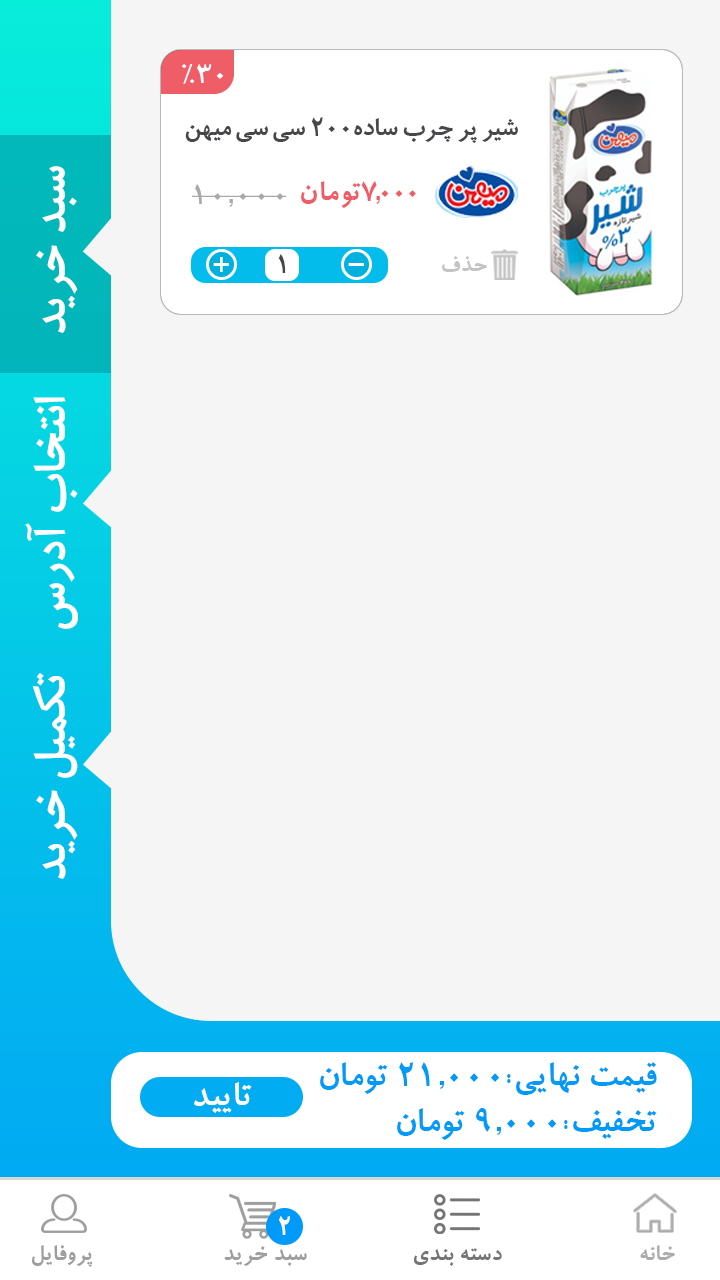 ٪۳۰
شیر پر چرب ساده۲۰۰ سی سی میهن
۷,۰۰۰تومان ۱۰,۰۰۰
میهن
حذف
۱
میهن
پرچرب
شیر
شیر تازه
۳%
سبد خرید
انتخاب آدرس
تکمیل خرید
قیمت نهایی:۲۱,۰۰۰ تومان
تخفیف:۹,۰۰۰ تومان
تایید
خانه
دسته بندی
۲
سبد خرید
پروفایل